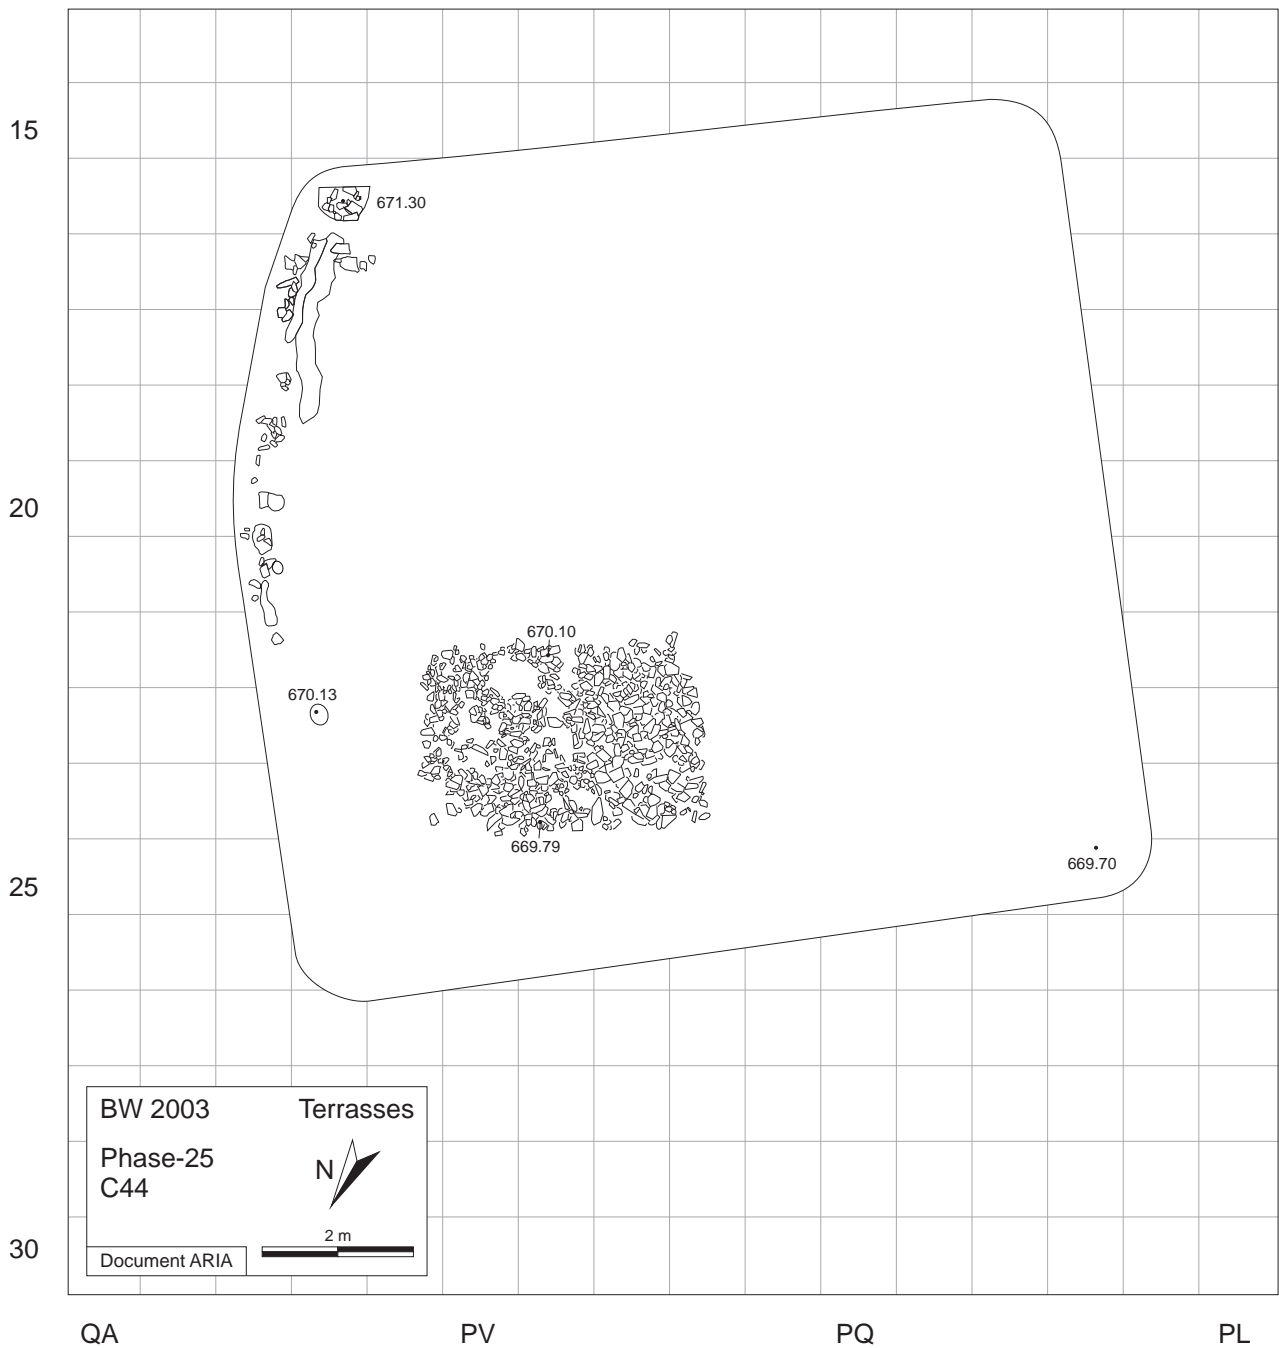 15
671.30
20
670.10
670.13
669.79
669.70
25
BW 2003 Terrasses
Phase-25
C44
N
2 m
Document ARIA
30
QA PV PQ PL